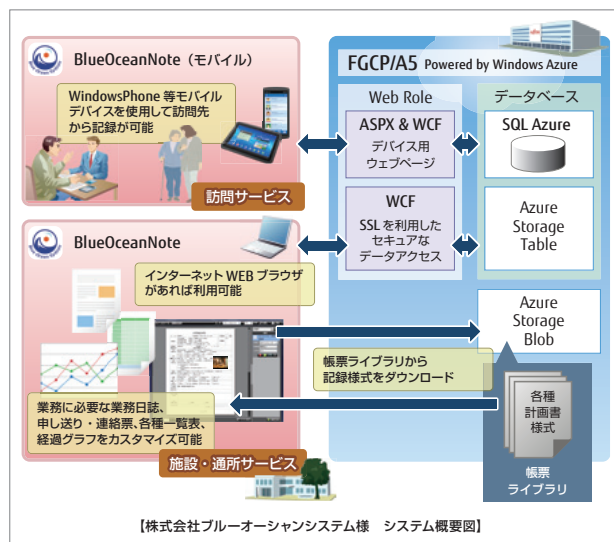 BlueOceanNote（モバイル）
WindowsPhone 等モバイル
デバイスを使用して訪問先
から記録が可能
訪問サービス
BlueOceanNote
インターネット WEB ブラウザ
があれば利用可能
業務に必要な業務日誌、
申し送り・連絡票、各種一覧表、
経過グラフをカスタマイズ可能
施設・通所サービス
FGCP/A5 Powered by Windows Azure
Web Role
ASPX & WCF
デバイス用
ウェブページ
WCF
SSL を利用した
セキュアな
データアクセス
データベース
SQL Azure
Azure
Storage
Table
Azure
Storage
Blob
帳票ライブラリから
記録様式をダウンロード
各種
計画書
様式
帳票
ライブラリ
【株式会社ブルーオーシャンシステム様　システム概要図】